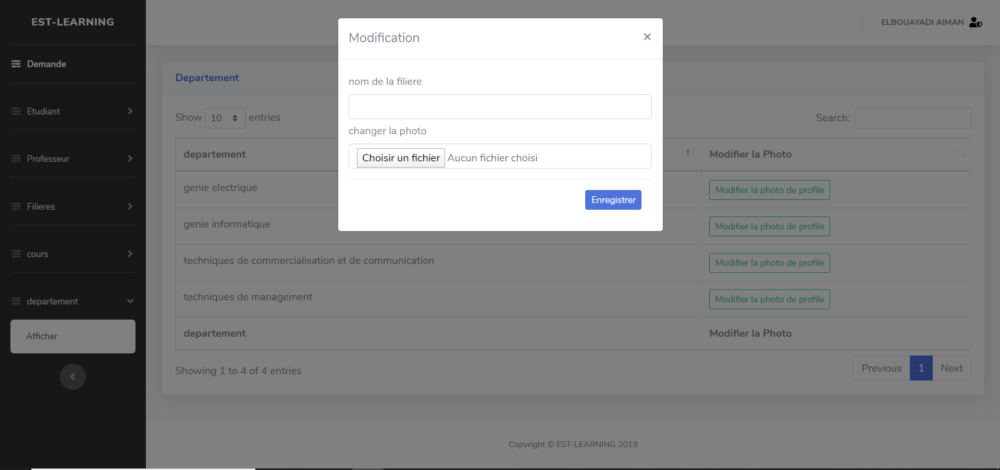 EST-LEARNING
Demande
Etudiant
Professeur
Filieres
cours
departement
Afficher
ELBOUAYADI AIMAN
Departement
Show 10 entries
Search:
departement
Modifier la Photo
genie electrique
Modifier la photo de profile
genie informatique
Modifier la photo de profile
techniques de commercialisation et de communication
Modifier la photo de profile
techniques de management
Modifier la photo de profile
departement
Modifier la Photo
Showing 1 to 4 of 4 entries
Previous 1 Next
Copyright © EST-LEARNING 2019
Modification
×
nom de la filiere
changer la photo
Choisir un fichier Aucun fichier choisi
Enregistrer